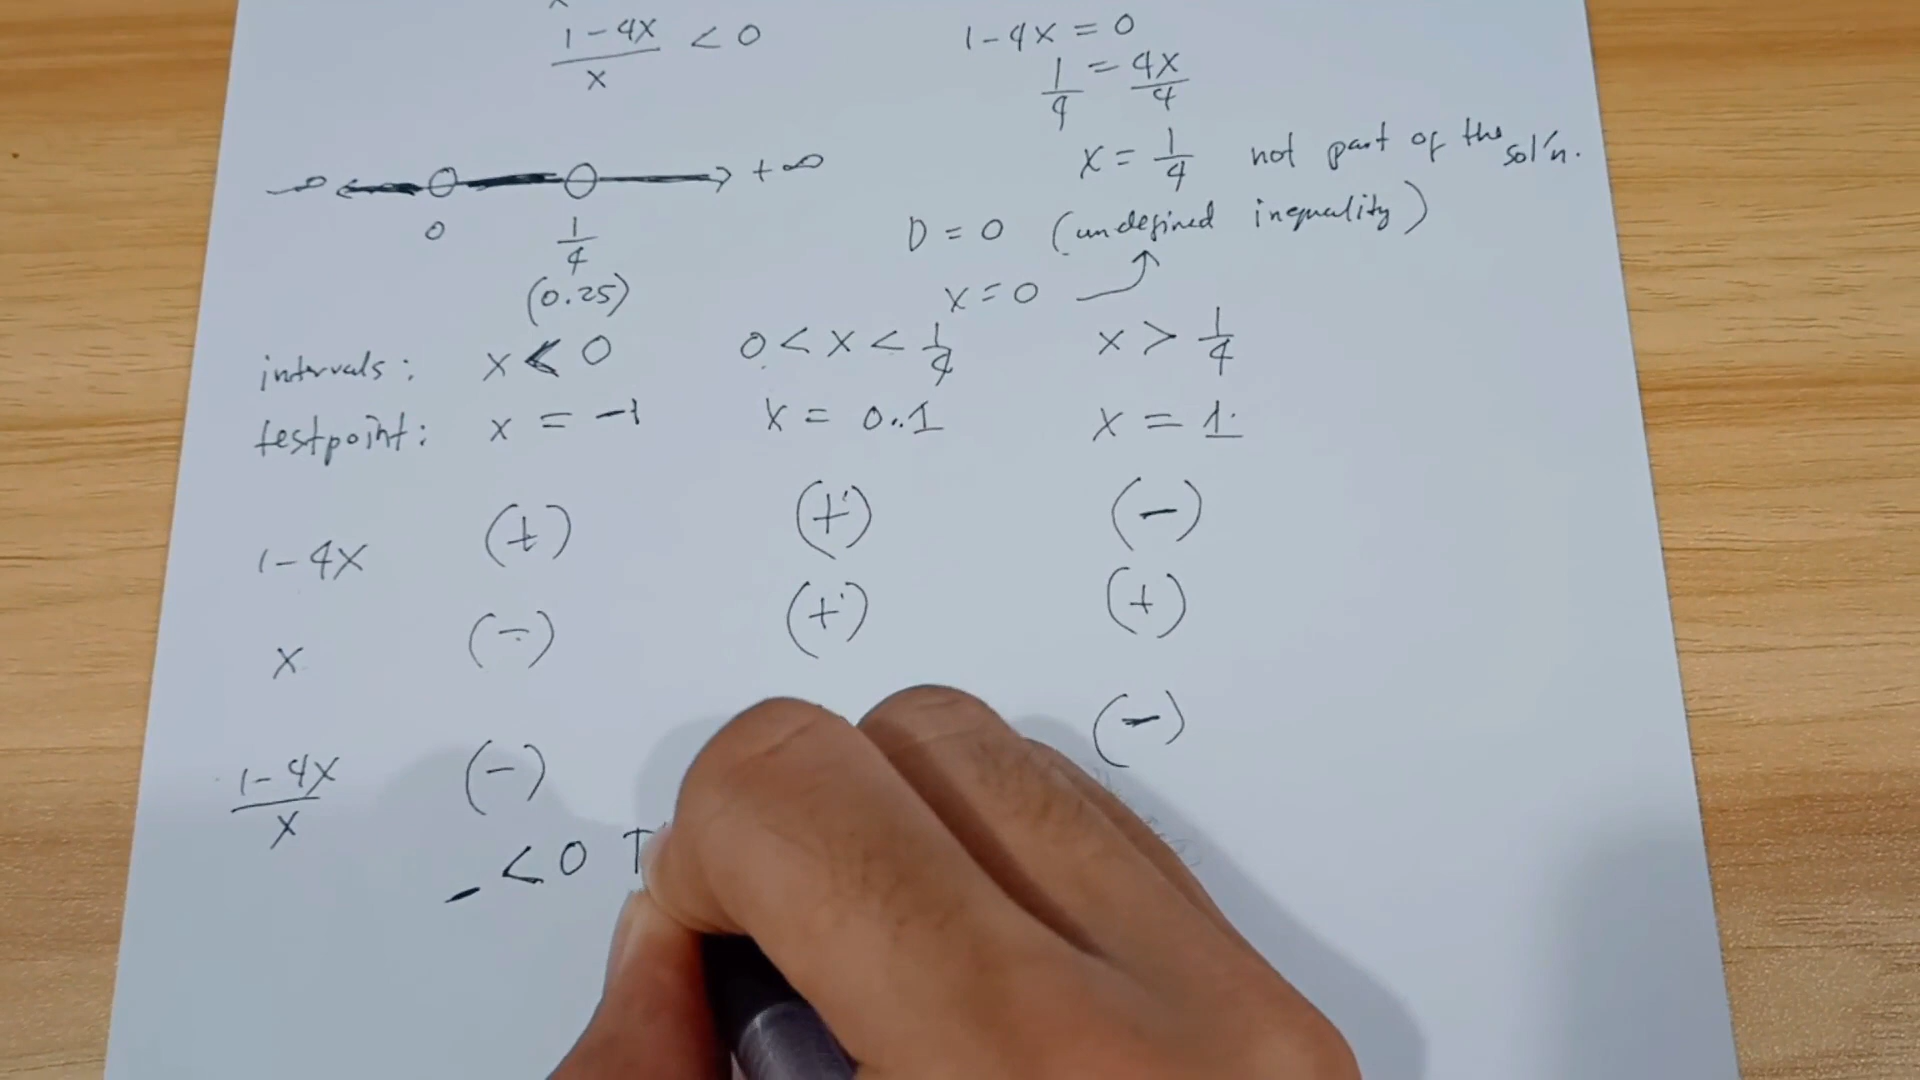 1-4x / x < 0
1-4x = 0
1/4 = 4x/4
x = 1/4 not part of the sol'n.
-∞ +∞
0 1/4
(0.25)
D = 0 (undefined inequality)
x = 0
intervals: x < 0 0 < x < 1/4 x > 1/4
testpoint: x = -1 x = 0.1 x = 1
1-4x (+) (+) (-)
x (-) (+) (+)
1-4x / x (-) (-)
- < 0 T